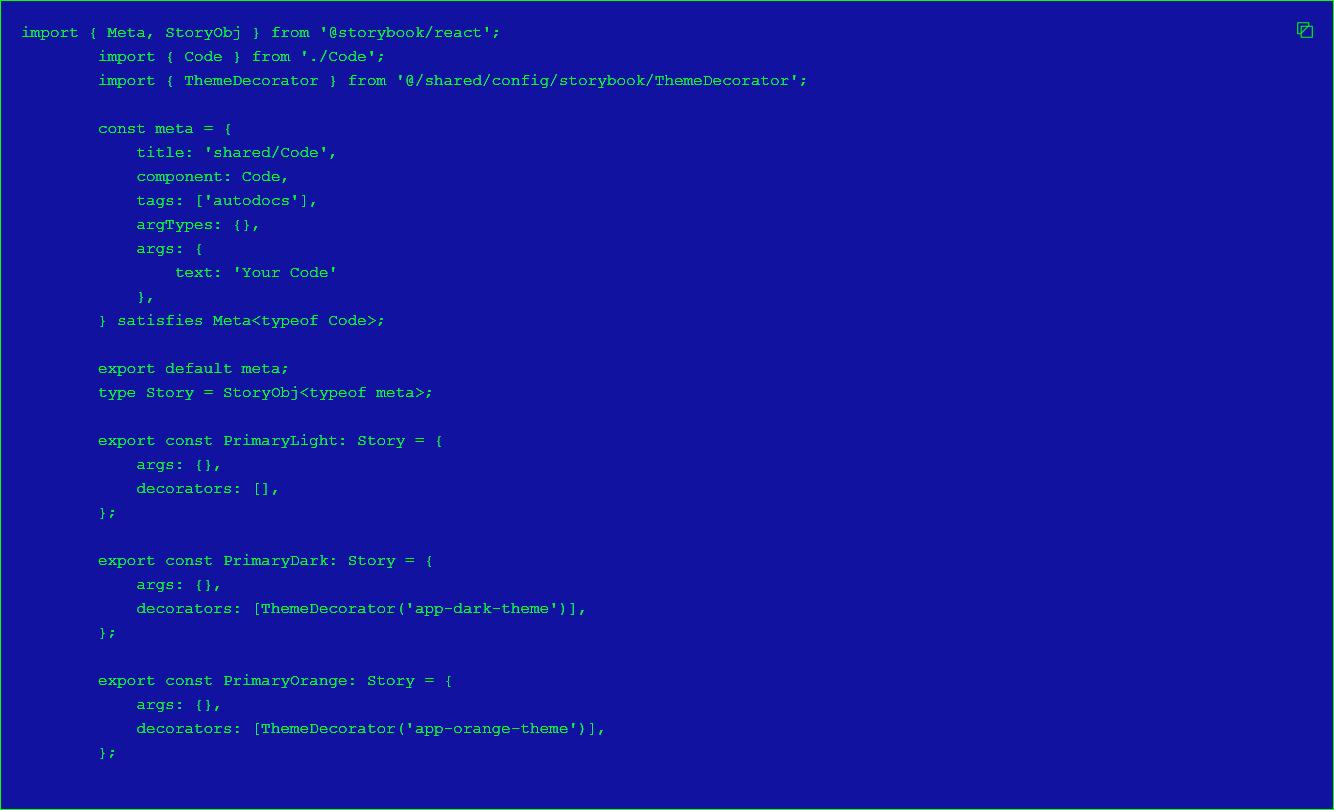 import { Meta, StoryObj } from '@storybook/react';
        import { Code } from './Code';
        import { ThemeDecorator } from '@/shared/config/storybook/ThemeDecorator';

        const meta = {
            title: 'shared/Code',
            component: Code,
            tags: ['autodocs'],
            argTypes: {},
            args: {
                text: 'Your Code'
            },
        } satisfies Meta<typeof Code>;

        export default meta;
        type Story = StoryObj<typeof meta>;

        export const PrimaryLight: Story = {
            args: {},
            decorators: [],
        };

        export const PrimaryDark: Story = {
            args: {},
            decorators: [ThemeDecorator('app-dark-theme')],
        };

        export const PrimaryOrange: Story = {
            args: {},
            decorators: [ThemeDecorator('app-orange-theme')],
        };